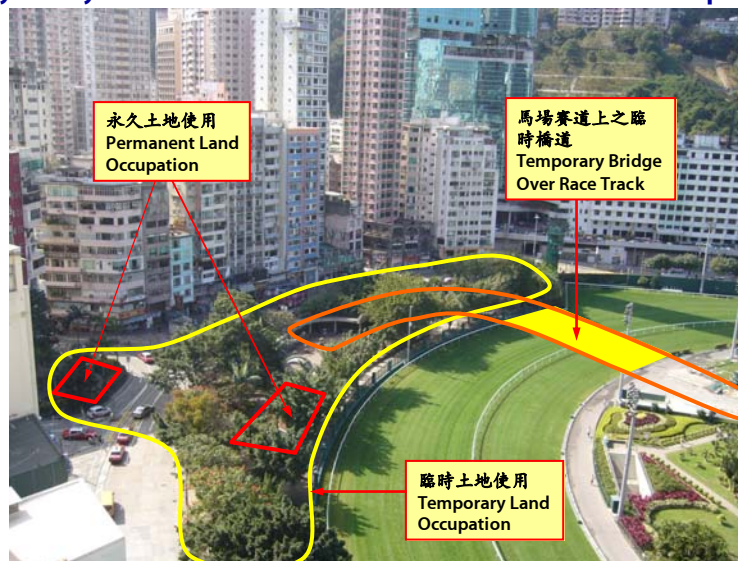 永久土地使用
Permanent Land
Occupation
馬場賽道上之臨
時橋道
Temporary Bridge
Over Race Track
臨時土地使用
Temporary Land
Occupation